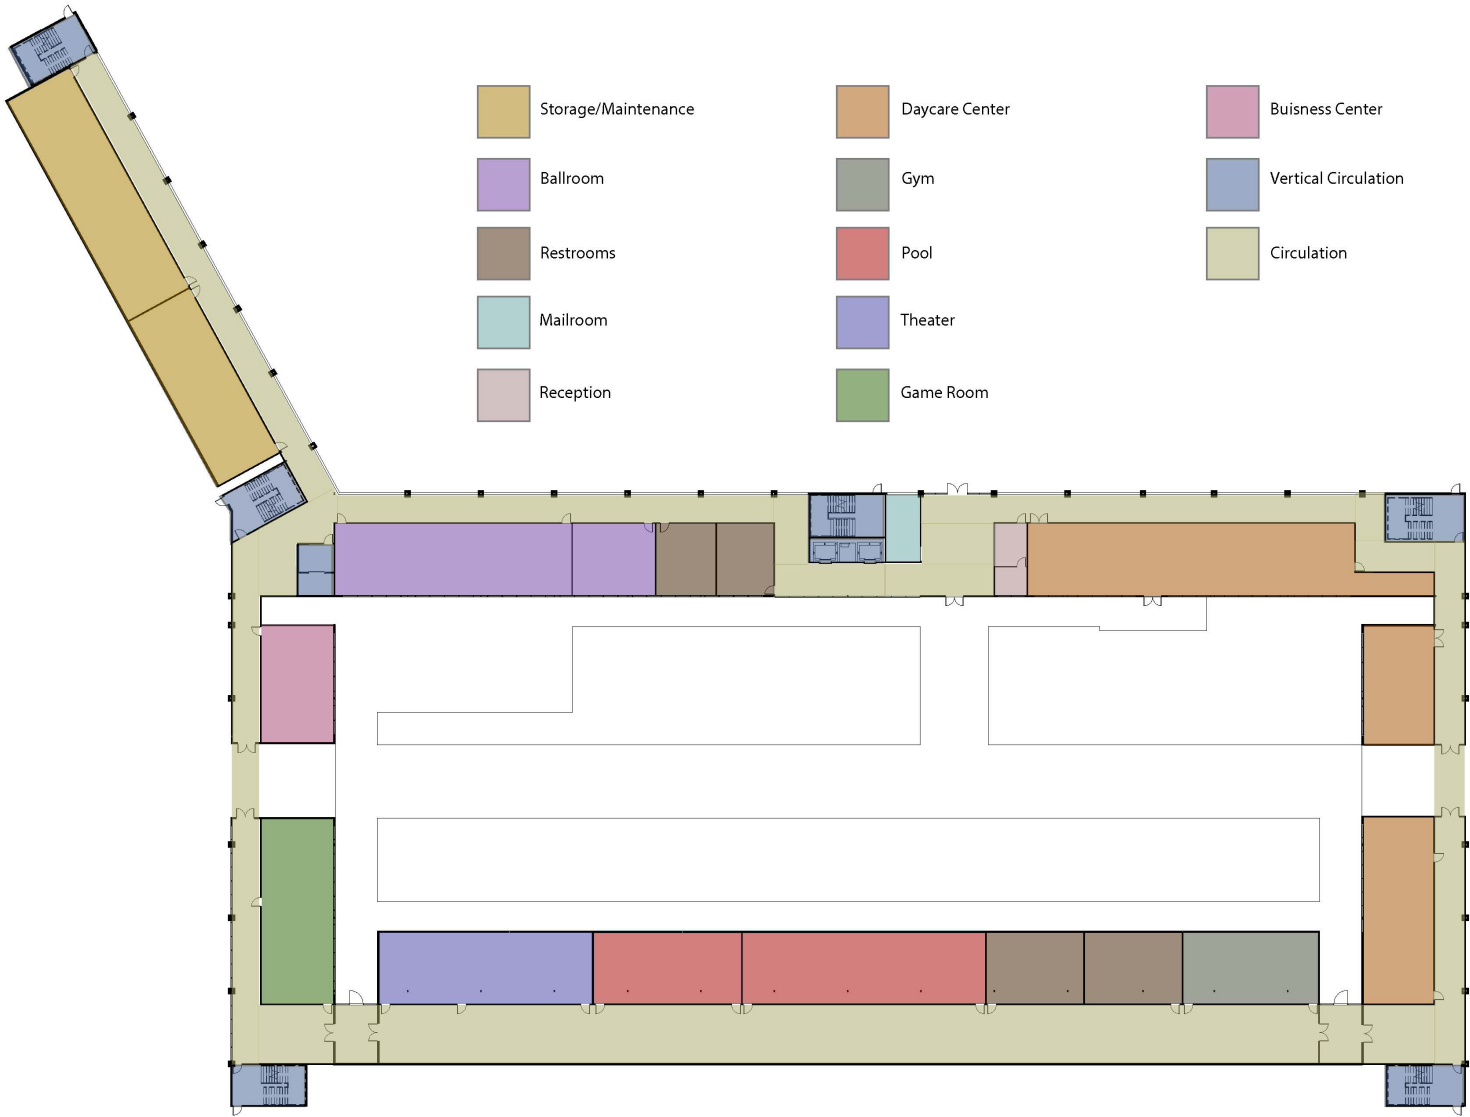 Storage/Maintenance
Daycare Center
Buisness Center
Ballroom
Gym
Vertical Circulation
Restrooms
Pool
Circulation
Mailroom
Theater
Reception
Game Room